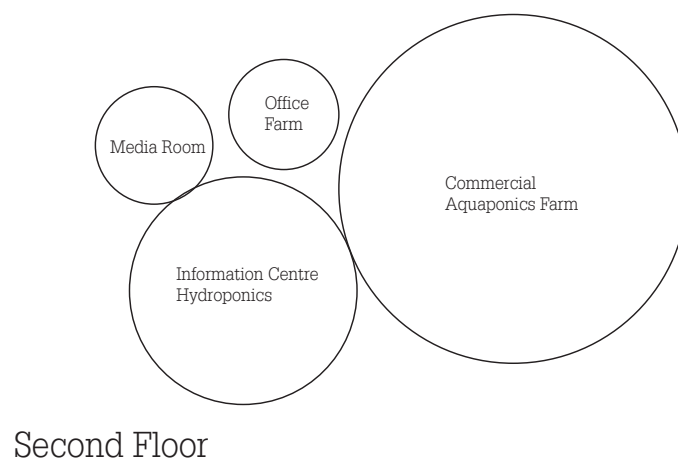 Office
Farm
Media Room
Commercial
Aquaponics Farm
Information Centre
Hydroponics
Second Floor